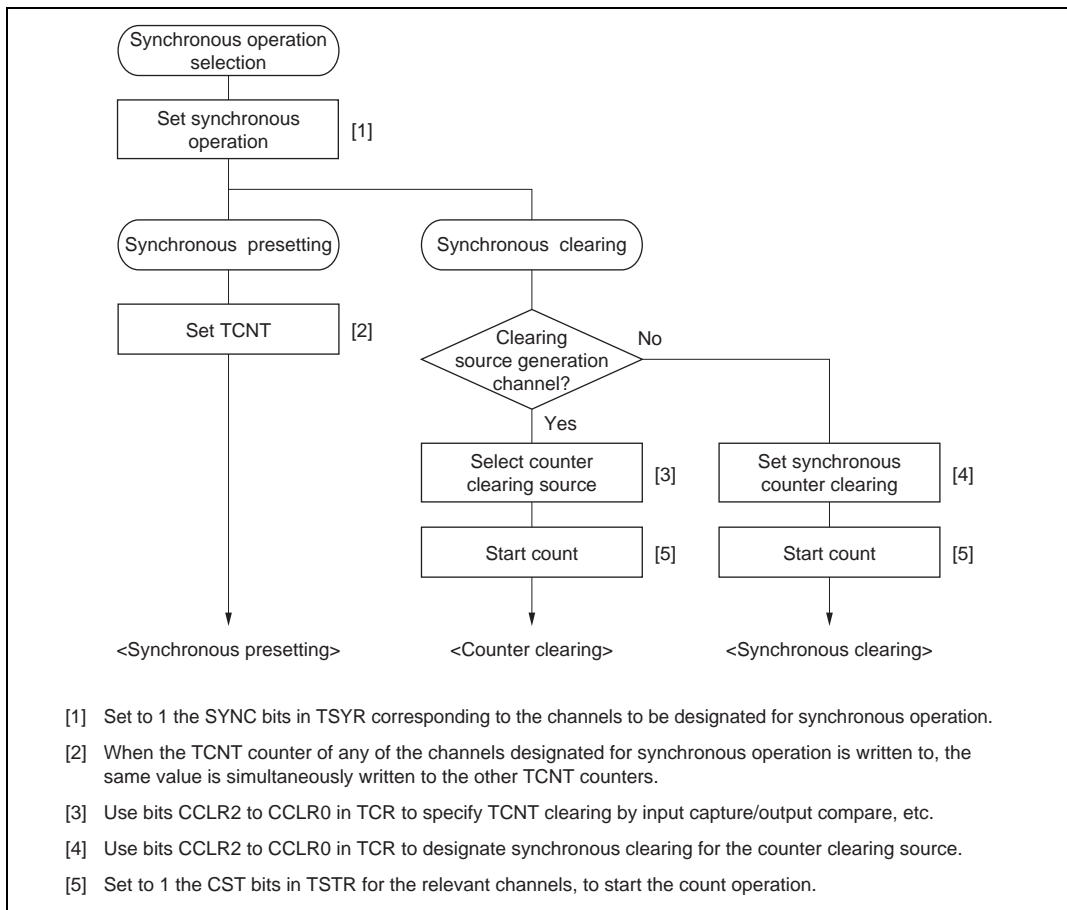 Synchronous operation
selection
Set synchronous
operation
[1]
Synchronous presetting
Synchronous clearing
Set TCNT
[2]
Clearing
source generation
channel?
No
Yes
Select counter
clearing source
[3]
Set synchronous
counter clearing
[4]
Start count
[5]
Start count
[5]
<Synchronous presetting>
<Counter clearing>
<Synchronous clearing>
[1] Set to 1 the SYNC bits in TSYR corresponding to the channels to be designated for synchronous operation.
[2] When the TCNT counter of any of the channels designated for synchronous operation is written to, the
same value is simultaneously written to the other TCNT counters.
[3] Use bits CCLR2 to CCLR0 in TCR to specify TCNT clearing by input capture/output compare, etc.
[4] Use bits CCLR2 to CCLR0 in TCR to designate synchronous clearing for the counter clearing source.
[5] Set to 1 the CST bits in TSTR for the relevant channels, to start the count operation.